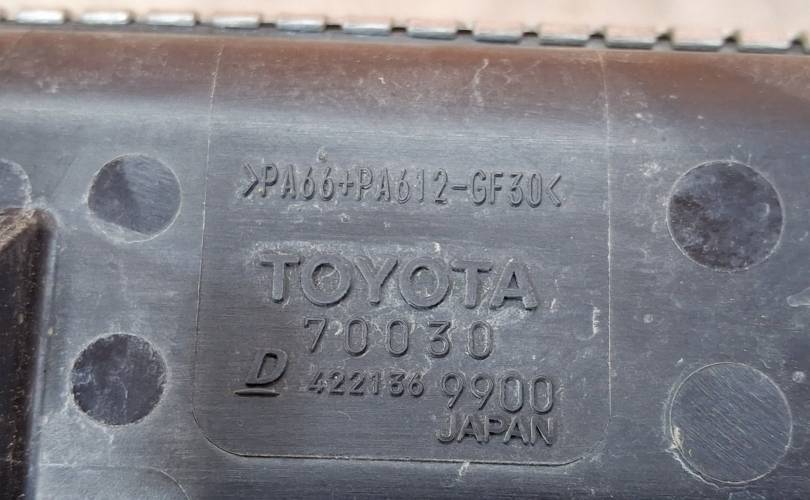 >PA66+PA612-GF30<
TOYOTA
70030
D 422136 9900
JAPAN